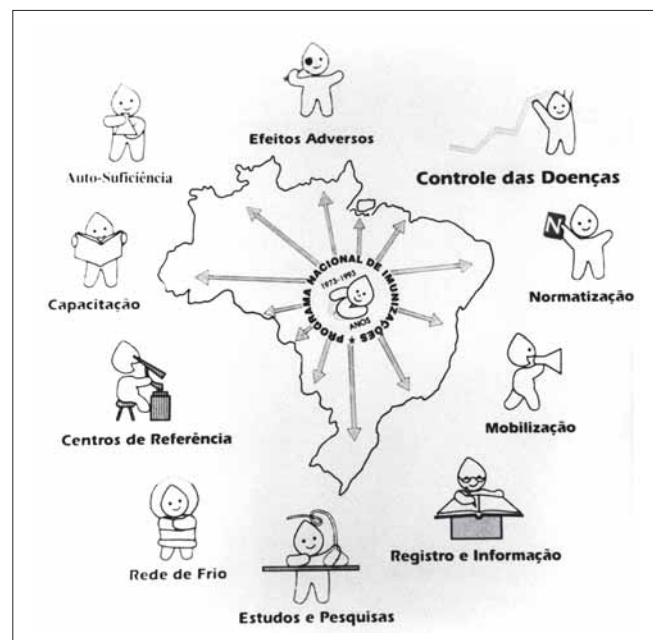 Efeitos Adversos
Auto-Suficiência
Controle das Doenças
Capacitação
PROGRAMA NACIONAL DE IMUNIZAÇÕES ★
1973-1993
ANOS
N
Normatização
Centros de Referência
Mobilização
Rede de Frio
Registro e Informação
Estudos e Pesquisas